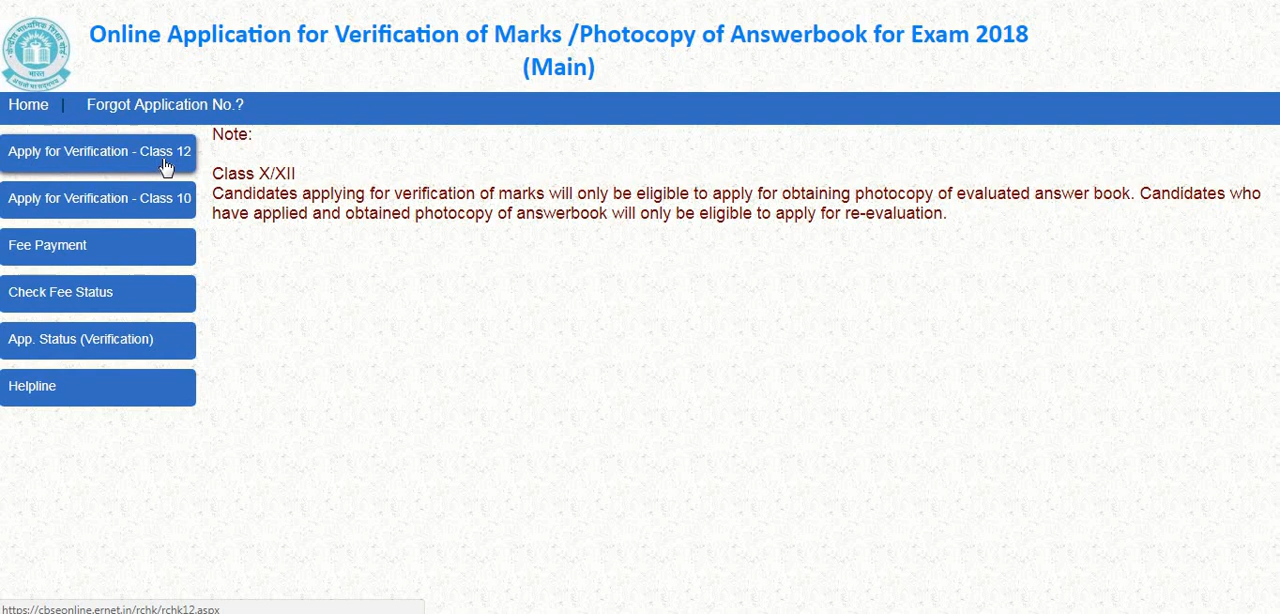 Online Application for Verification of Marks /Photocopy of Answerbook for Exam 2018
(Main)
Home | Forgot Application No.?
Apply for Verification - Class 12
Apply for Verification - Class 10
Fee Payment
Check Fee Status
App. Status (Verification)
Helpline
Note:
Class X/XII
Candidates applying for verification of marks will only be eligible to apply for obtaining photocopy of evaluated answer book. Candidates who
have applied and obtained photocopy of answerbook will only be eligible to apply for re-evaluation.
https://cbseonline.ernet.in/rchk/rchk12.aspx